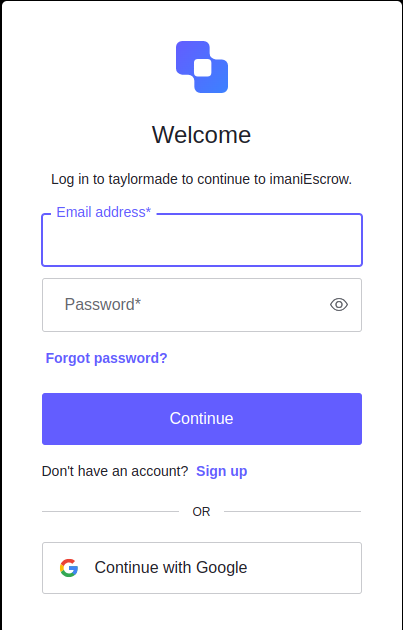 Welcome
Log in to taylormade to continue to imaniEscrow.
Email address*
Password*
Forgot password?
Continue
Don't have an account? Sign up
OR
Continue with Google